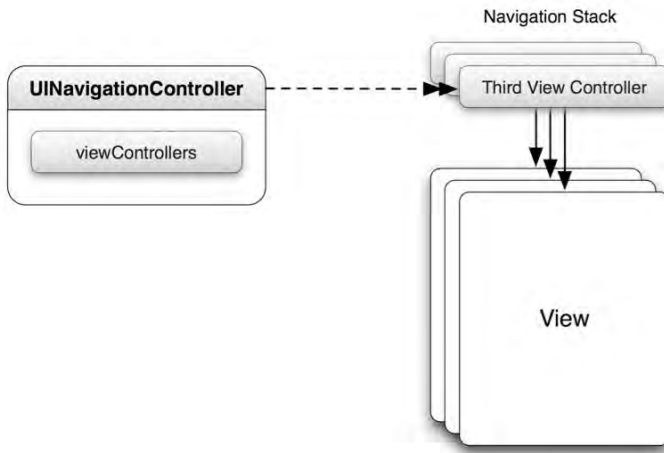 Navigation Stack
UINavigationController
Third View Controller
viewControllers
View